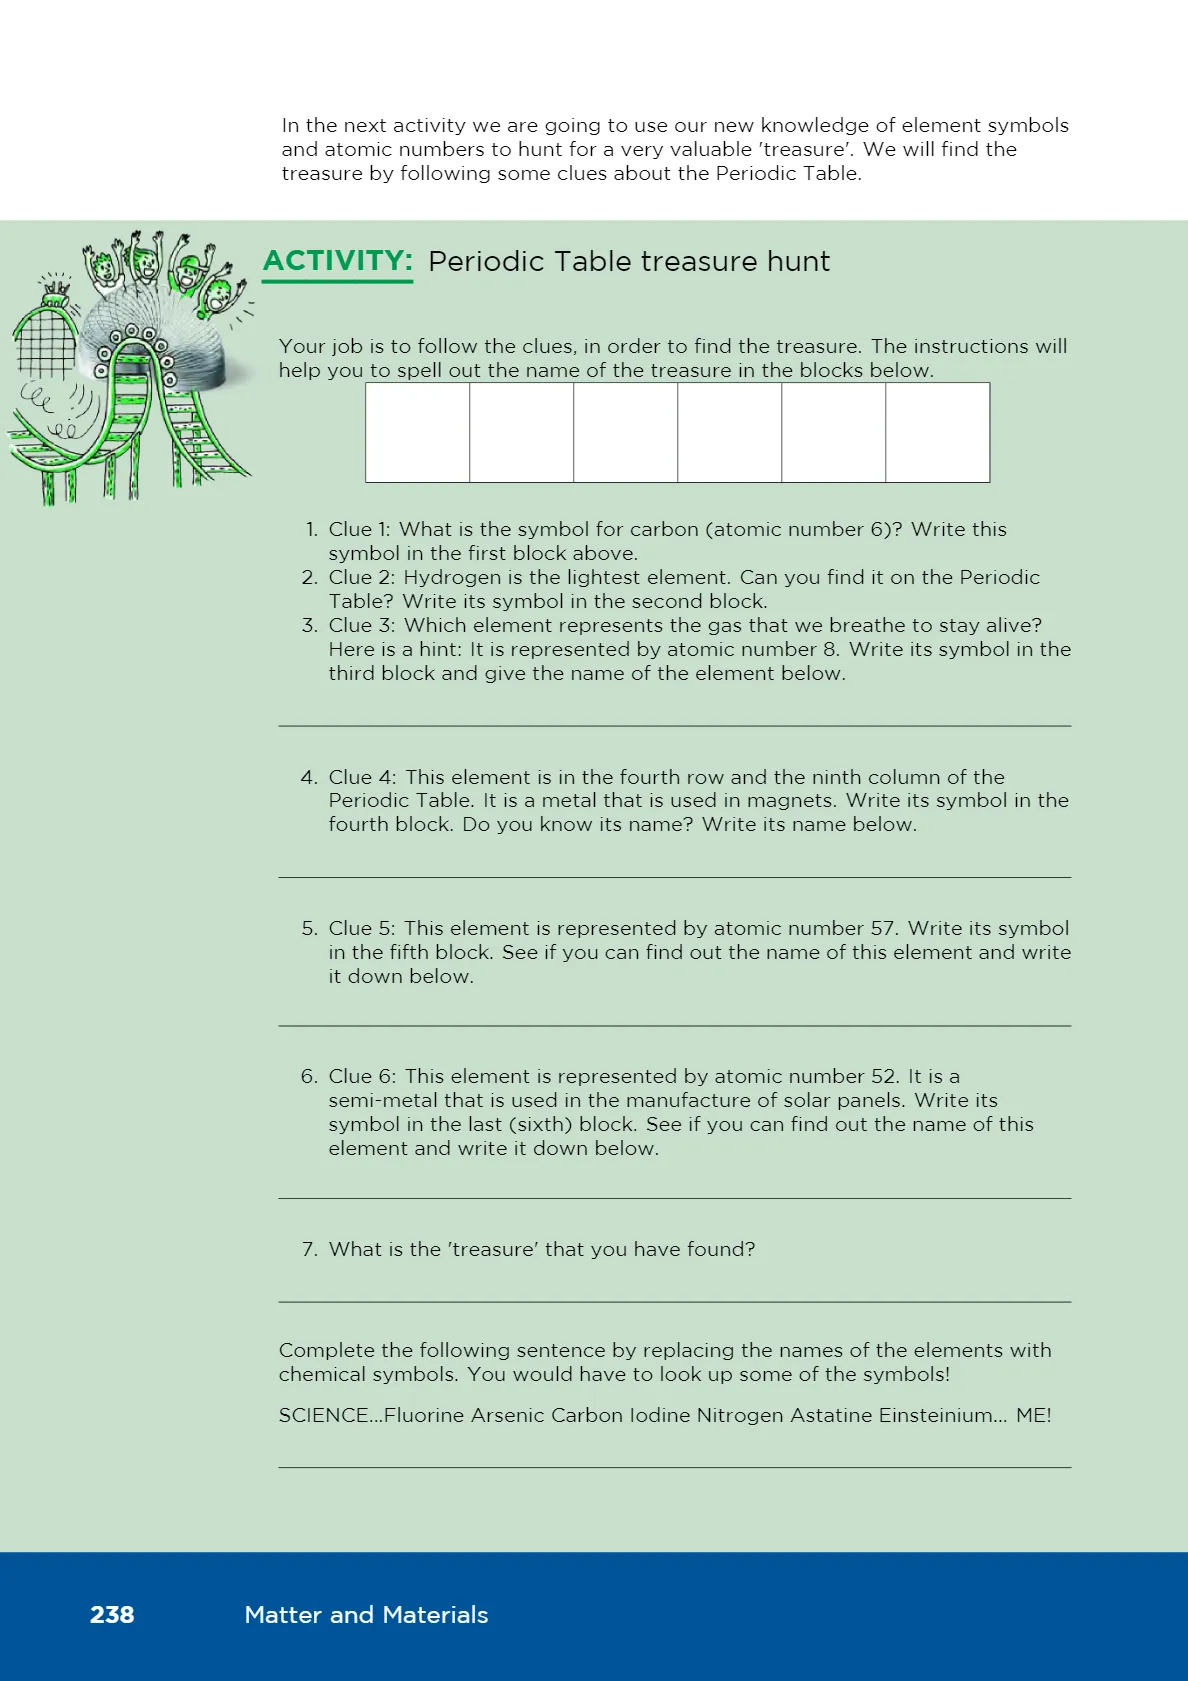 In the next activity we are going to use our new knowledge of element symbols
and atomic numbers to hunt for a very valuable 'treasure'. We will find the
treasure by following some clues about the Periodic Table.
ACTIVITY: Periodic Table treasure hunt
Your job is to follow the clues, in order to find the treasure. The instructions will
help you to spell out the name of the treasure in the blocks below.
1. Clue 1: What is the symbol for carbon (atomic number 6)? Write this
symbol in the first block above.
2. Clue 2: Hydrogen is the lightest element. Can you find it on the Periodic
Table? Write its symbol in the second block.
3. Clue 3: Which element represents the gas that we breathe to stay alive?
Here is a hint: It is represented by atomic number 8. Write its symbol in the
third block and give the name of the element below.
4. Clue 4: This element is in the fourth row and the ninth column of the
Periodic Table. It is a metal that is used in magnets. Write its symbol in the
fourth block. Do you know its name? Write its name below.
5. Clue 5: This element is represented by atomic number 57. Write its symbol
in the fifth block. See if you can find out the name of this element and write
it down below.
6. Clue 6: This element is represented by atomic number 52. It is a
semi-metal that is used in the manufacture of solar panels. Write its
symbol in the last (sixth) block. See if you can find out the name of this
element and write it down below.
7. What is the 'treasure' that you have found?
Complete the following sentence by replacing the names of the elements with
chemical symbols. You would have to look up some of the symbols!
SCIENCE...Fluorine Arsenic Carbon Iodine Nitrogen Astatine Einsteinium... ME!
238 Matter and Materials